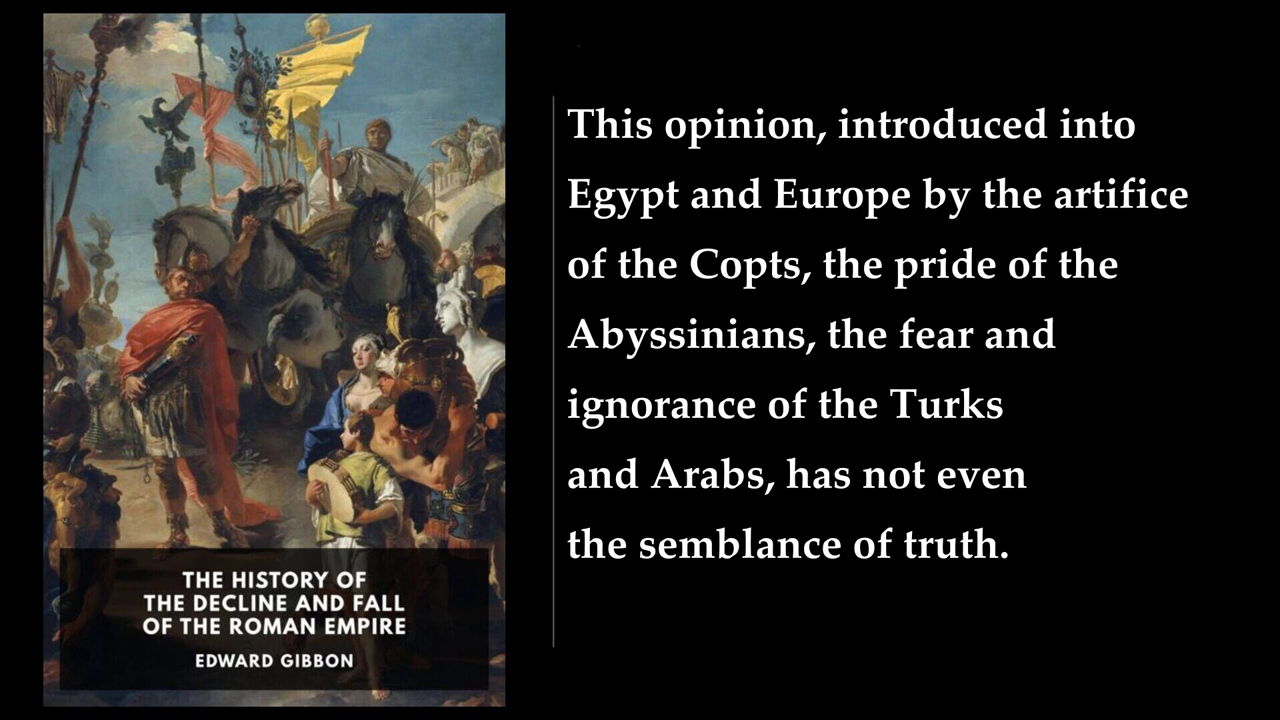 THE HISTORY OF
THE DECLINE AND FALL
OF THE ROMAN EMPIRE
EDWARD GIBBON
This opinion, introduced into
Egypt and Europe by the artifice
of the Copts, the pride of the
Abyssinians, the fear and
ignorance of the Turks
and Arabs, has not even
the semblance of truth.